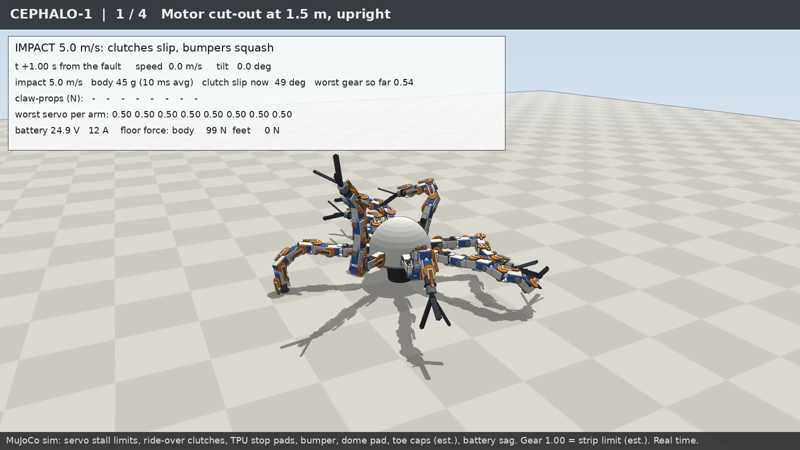 CEPHALO-1 | 1 / 4 Motor cut-out at 1.5 m, upright
IMPACT 5.0 m/s: clutches slip, bumpers squash
t +1.00 s from the fault speed 0.0 m/s tilt 0.0 deg
impact 5.0 m/s body 45 g (10 ms avg) clutch slip now 49 deg worst gear so far 0.54
claw-props (N): - - - - - - - -
worst servo per arm: 0.50 0.50 0.50 0.50 0.50 0.50 0.50 0.50
battery 24.9 V 12 A floor force: body 99 N feet 0 N
MuJoCo sim: servo stall limits, ride-over clutches, TPU stop pads, bumper, dome pad, toe caps (est.), battery sag. Gear 1.00 = strip limit (est.). Real time.